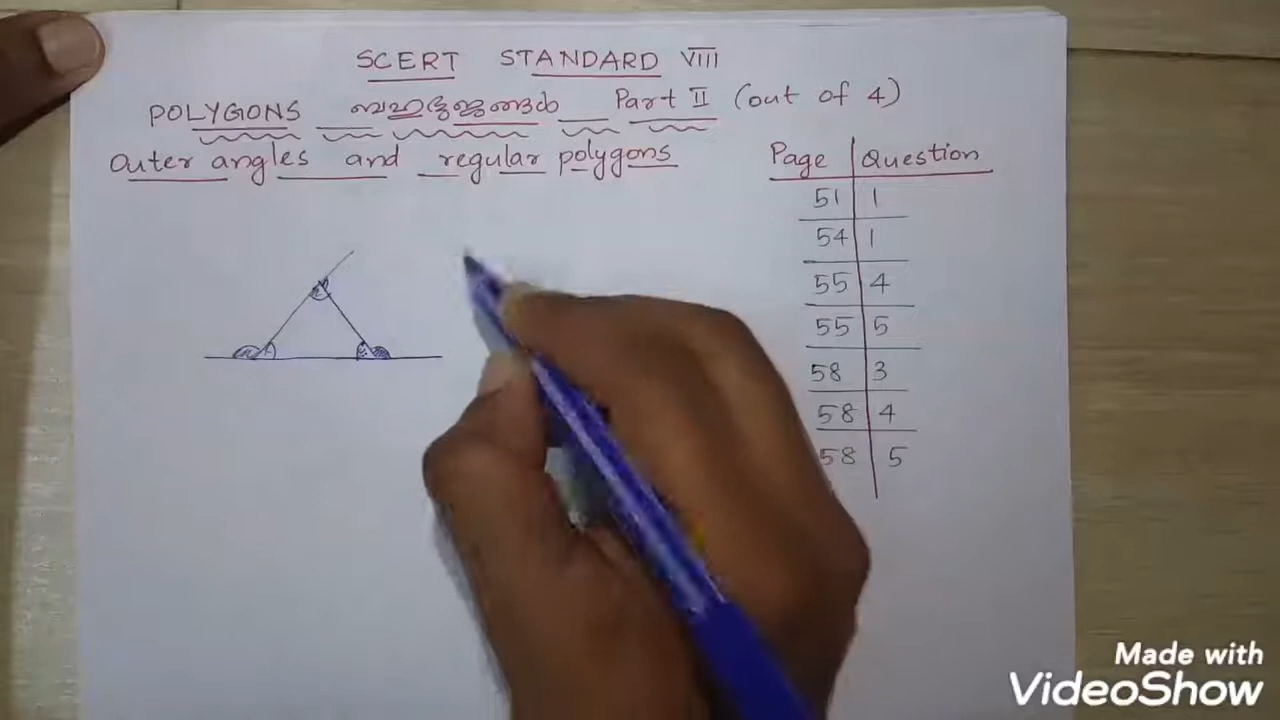 SCERT STANDARD VIII
POLYGONS ബഹുഭുജങ്ങൾ Part II (out of 4)
Outer angles and regular polygons
Page Question
51 1
54 1
55 4
55 5
58 3
58 4
58 5
Made with
VideoShow